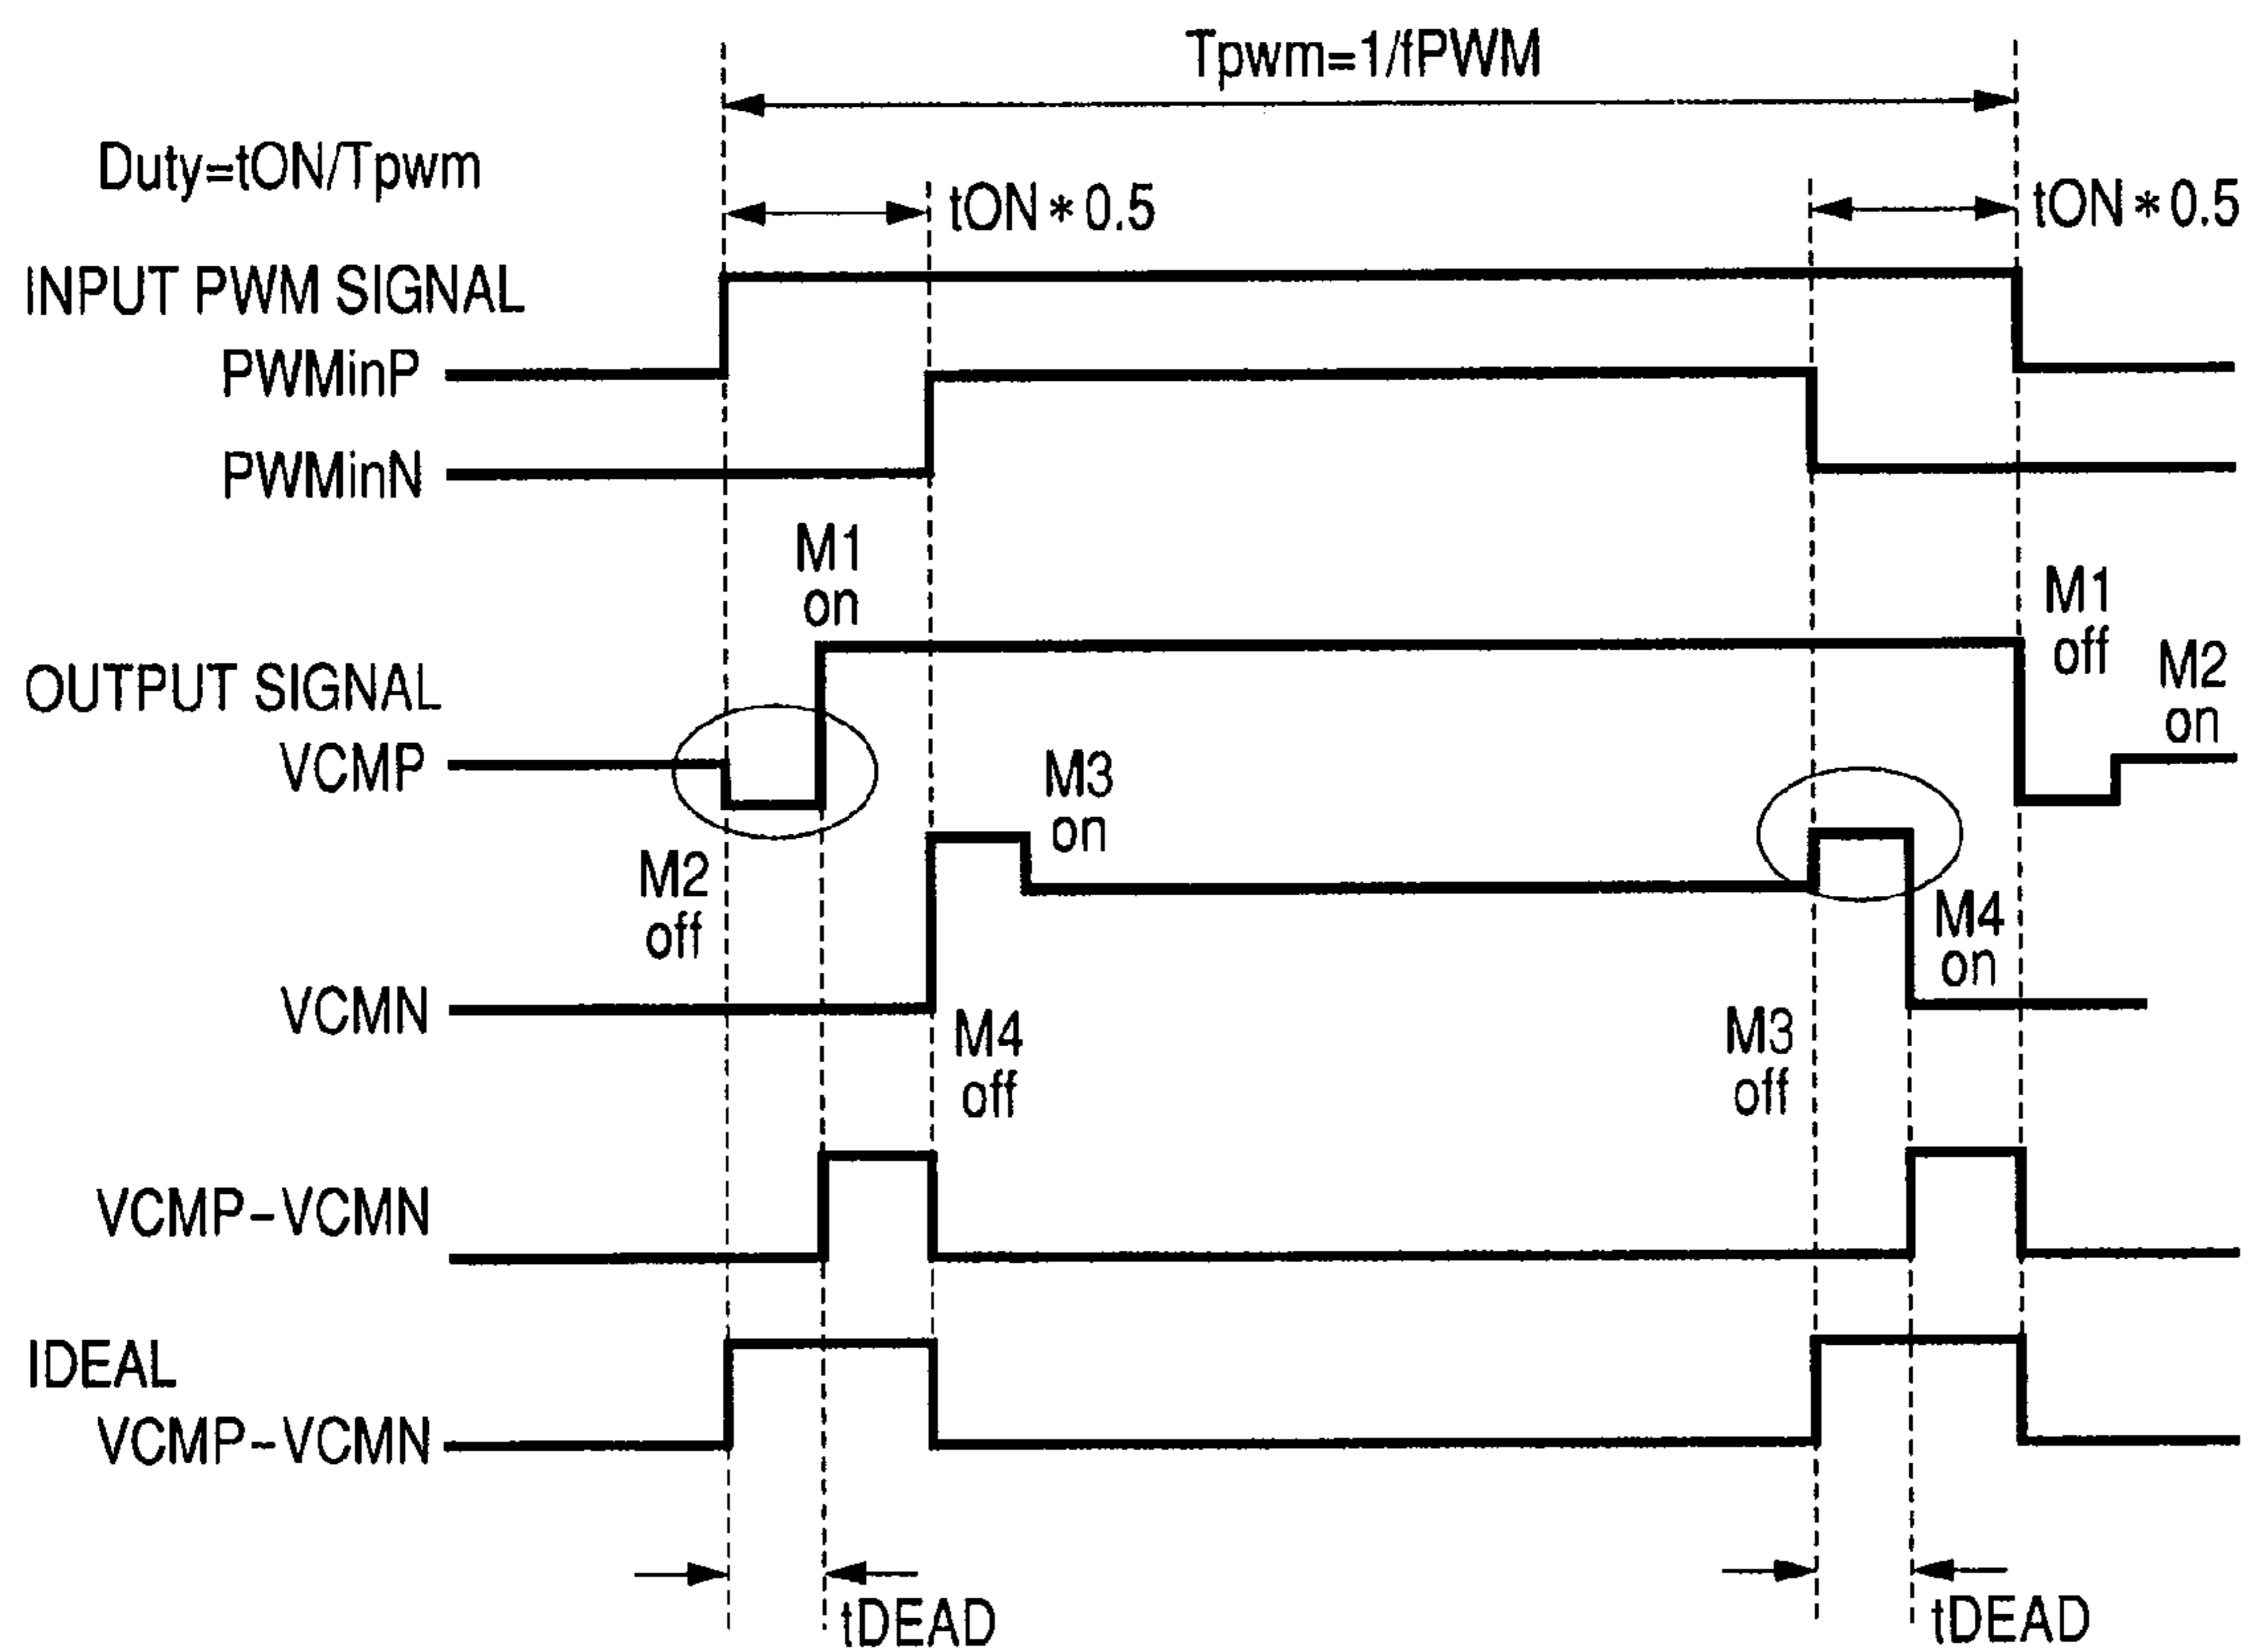 Tpwm=1/fPWM
Duty=tON/Tpwm
tON*0.5
tON*0.5
INPUT PWM SIGNAL
PWMinP
PWMinN
M1
on
M1
off
M2
on
OUTPUT SIGNAL
VCMP
M3
on
M2
off
M4
on
VCMN
M4
off
M3
off
VCMP-VCMN
IDEAL
VCMP-VCMN
tDEAD
tDEAD